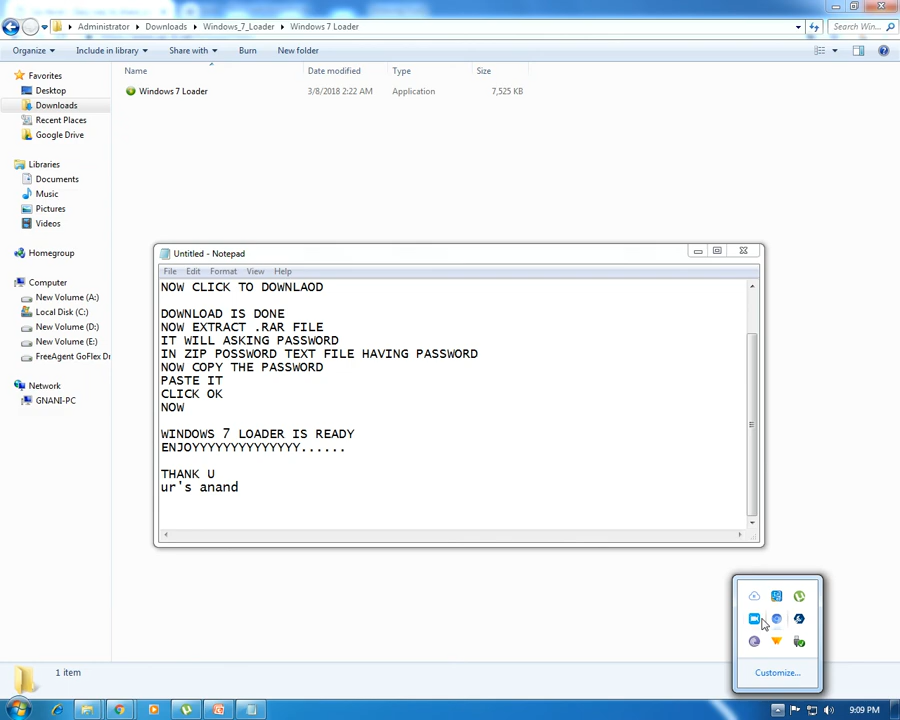 Administrator ▸ Downloads ▸ Windows_7_Loader ▸ Windows 7 Loader
Search Win...
Organize Include in library Share with Burn New folder
Name Date modified Type Size
Windows 7 Loader 3/8/2018 2:22 AM Application 7,525 KB
Favorites
Desktop
Downloads
Recent Places
Google Drive
Libraries
Documents
Music
Pictures
Videos
Homegroup
Computer
New Volume (A:)
Local Disk (C:)
New Volume (D:)
New Volume (E:)
FreeAgent GoFlex Dr
Network
GNANI-PC
Untitled - Notepad
File Edit Format View Help
NOW CLICK TO DOWNLAOD
DOWNLOAD IS DONE
NOW EXTRACT .RAR FILE
IT WILL ASKING PASSWORD
IN ZIP POSSWORD TEXT FILE HAVING PASSWORD
NOW COPY THE PASSWORD
PASTE IT
CLICK OK
NOW
WINDOWS 7 LOADER IS READY
ENJOYYYYYYYYYYYYYY......
THANK U
ur's anand
Customize...
1 item
9:09 PM